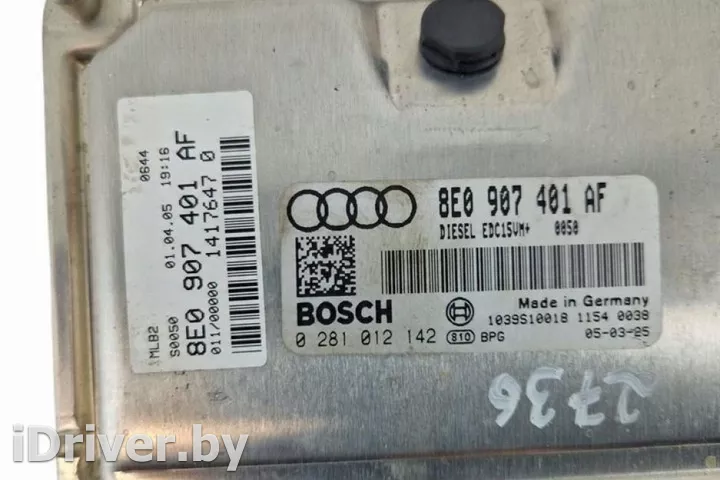 0644
01.04.05 19:16
8E0 907 401 AF
1417647 0
MLB2
S0050
011/00000
8E0 907 401 AF
DIESEL EDC15VM+ 0050
BOSCH
Made in Germany
1039S10018 1154 0038
0 281 012 142 S10 BPG 05-03-25
2736
iDriver.by